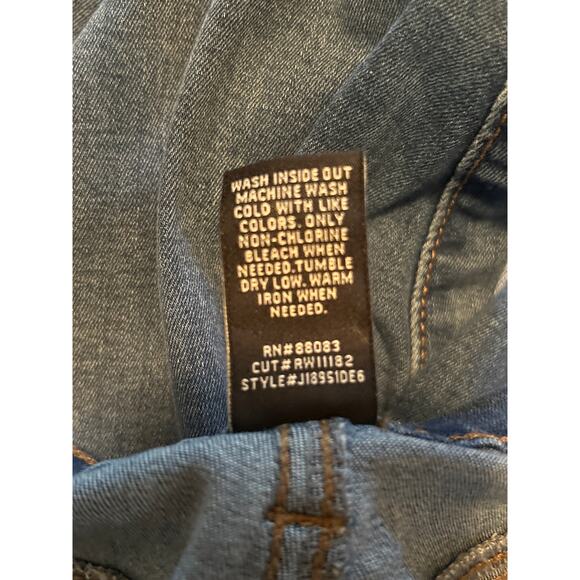 WASH INSIDE OUT
MACHINE WASH
COLD WITH LIKE
COLORS. ONLY
NON-CHLORINE
BLEACH WHEN
NEEDED.TUMBLE
DRY LOW. WARM
IRON WHEN
NEEDED.
RN#88083
CUT#RW11182
STYLE#J18951DE6